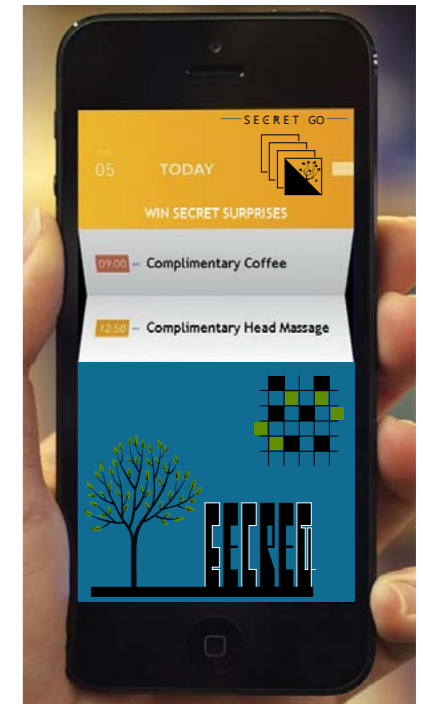 SECRET GO
05 TODAY
WIN SECRET SURPRISES
09:00 – Complimentary Coffee
12:50 – Complimentary Head Massage
SECRET